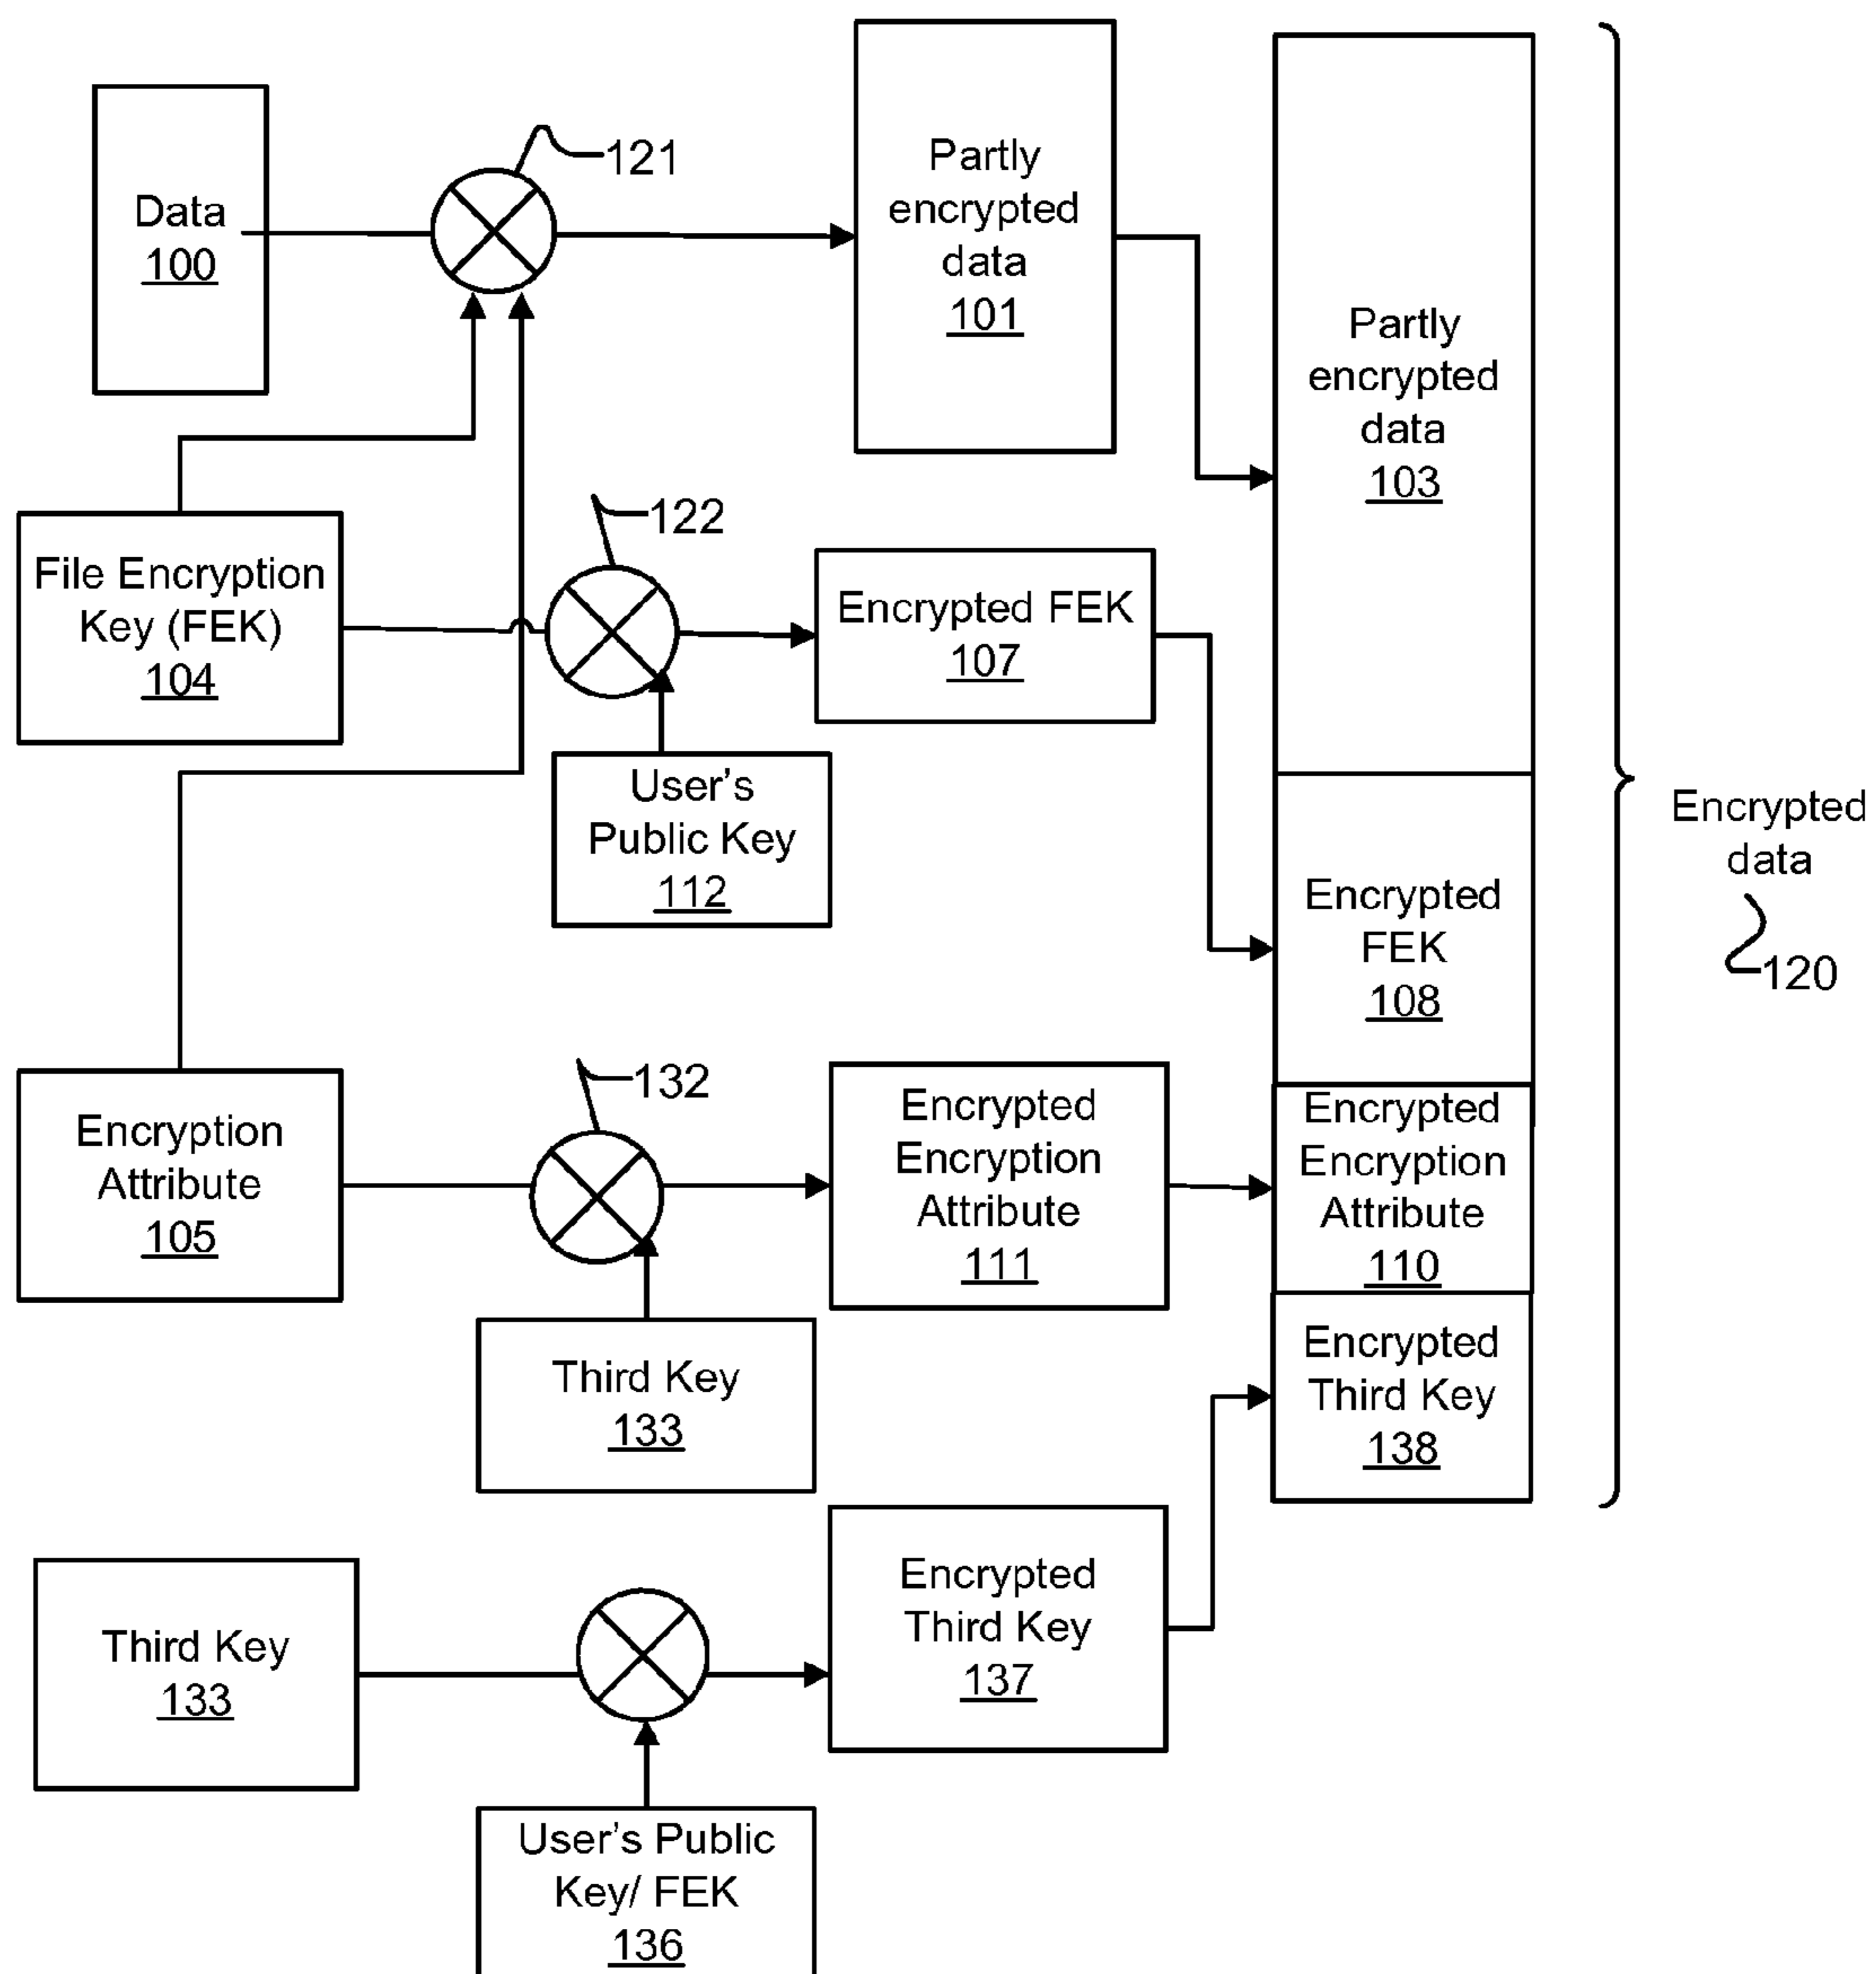 Data
100
121
Partly
encrypted
data
101
Partly
encrypted
data
103
File Encryption
Key (FEK)
104
122
Encrypted FEK
107
User's
Public Key
112
Encrypted
FEK
108
Encrypted
data
120
Encryption
Attribute
105
132
Encrypted
Encryption
Attribute
111
Encrypted
Encryption
Attribute
110
Third Key
133
Encrypted
Third Key
138
Third Key
133
Encrypted
Third Key
137
User's Public
Key/ FEK
136